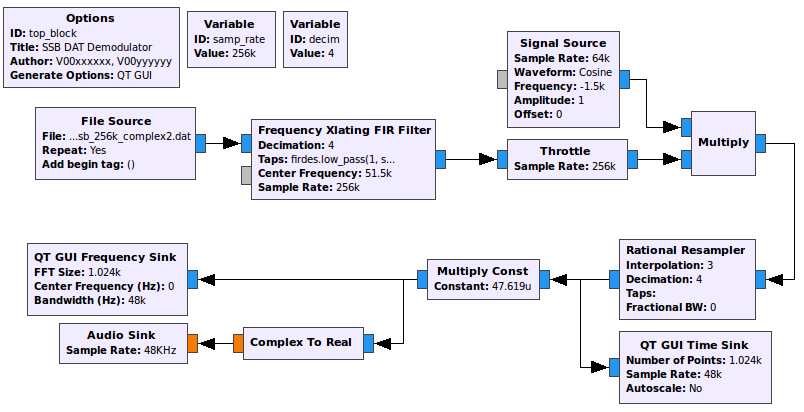 Options
ID: top_block
Title: SSB DAT Demodulator
Author: V00xxxxxx, V00yyyyyy
Generate Options: QT GUI
Variable
ID: samp_rate
Value: 256k
Variable
ID: decim
Value: 4
Signal Source
Sample Rate: 64k
Waveform: Cosine
Frequency: -1.5k
Amplitude: 1
Offset: 0
File Source
File: ...sb_256k_complex2.dat
Repeat: Yes
Add begin tag: ()
Frequency Xlating FIR Filter
Decimation: 4
Taps: firdes.low_pass(1, s...
Center Frequency: 51.5k
Sample Rate: 256k
Throttle
Sample Rate: 256k
Multiply
QT GUI Frequency Sink
FFT Size: 1.024k
Center Frequency (Hz): 0
Bandwidth (Hz): 48k
Multiply Const
Constant: 47.619u
Rational Resampler
Interpolation: 3
Decimation: 4
Taps:
Fractional BW: 0
Audio Sink
Sample Rate: 48KHz
Complex To Real
QT GUI Time Sink
Number of Points: 1.024k
Sample Rate: 48k
Autoscale: No